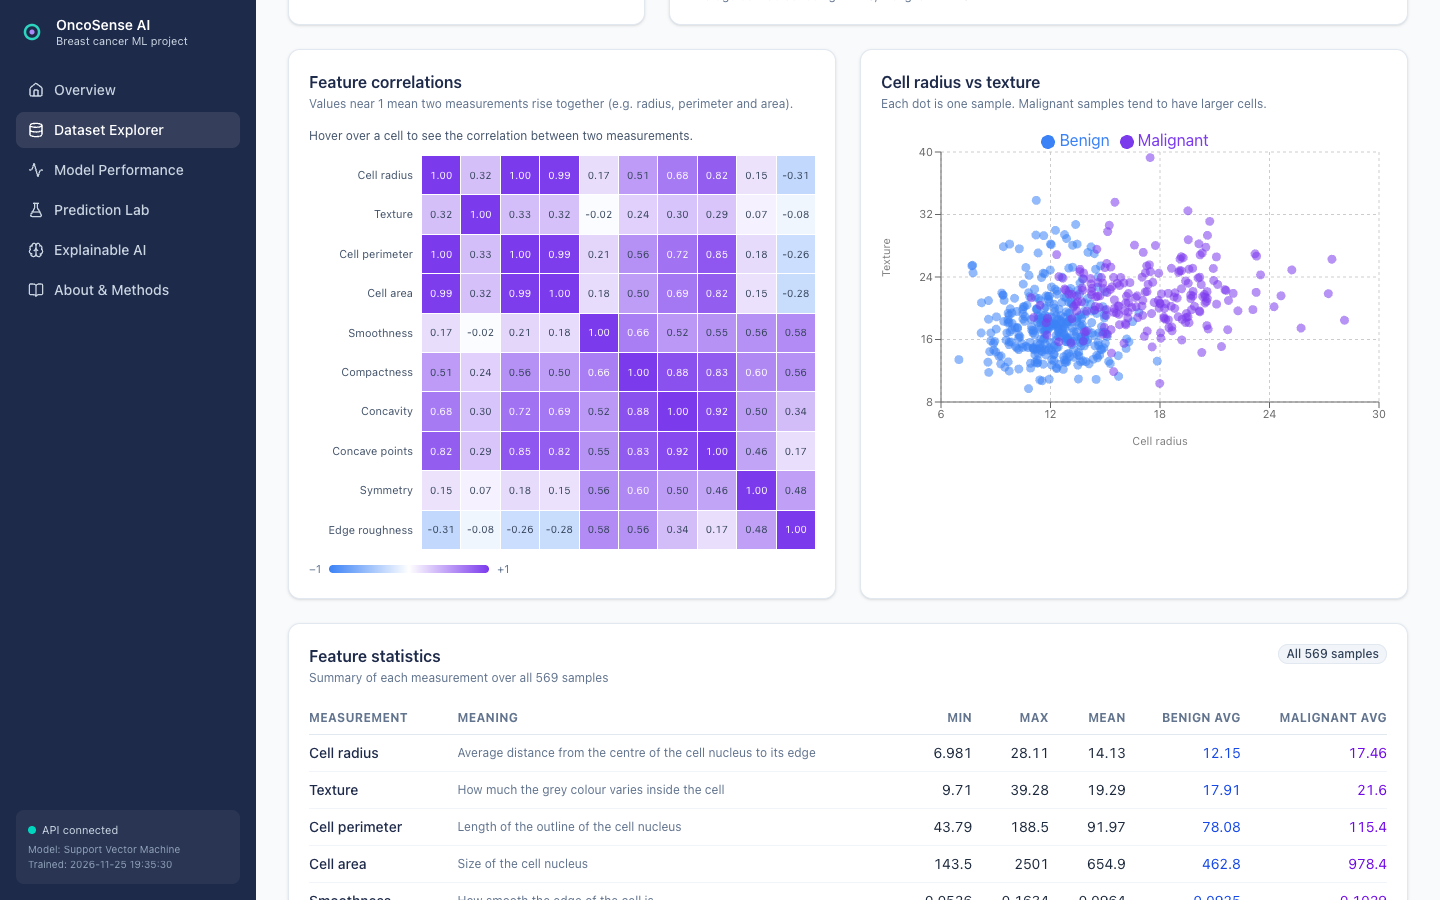 OncoSense AI
Breast cancer ML project
Overview
Dataset Explorer
Model Performance
Prediction Lab
Explainable AI
About & Methods
API connected
Model: Support Vector Machine
Trained: 2026-11-25 19:35:30
Feature correlations
Values near 1 mean two measurements rise together (e.g. radius, perimeter and area).
Hover over a cell to see the correlation between two measurements.
Cell radius 1.00 0.32 1.00 0.99 0.17 0.51 0.68 0.82 0.15 -0.31
Texture 0.32 1.00 0.33 0.32 -0.02 0.24 0.30 0.29 0.07 -0.08
Cell perimeter 1.00 0.33 1.00 0.99 0.21 0.56 0.72 0.85 0.18 -0.26
Cell area 0.99 0.32 0.99 1.00 0.18 0.50 0.69 0.82 0.15 -0.28
Smoothness 0.17 -0.02 0.21 0.18 1.00 0.66 0.52 0.55 0.56 0.58
Compactness 0.51 0.24 0.56 0.50 0.66 1.00 0.88 0.83 0.60 0.56
Concavity 0.68 0.30 0.72 0.69 0.52 0.88 1.00 0.92 0.50 0.34
Concave points 0.82 0.29 0.85 0.82 0.55 0.83 0.92 1.00 0.46 0.17
Symmetry 0.15 0.07 0.18 0.15 0.56 0.60 0.50 0.46 1.00 0.48
Edge roughness -0.31 -0.08 -0.26 -0.28 0.58 0.56 0.34 0.17 0.48 1.00
−1 +1
Cell radius vs texture
Each dot is one sample. Malignant samples tend to have larger cells.
Benign Malignant
40
32
24
16
8
Texture
6 12 18 24 30
Cell radius
Feature statistics
All 569 samples
Summary of each measurement over all 569 samples
MEASUREMENT MEANING MIN MAX MEAN BENIGN AVG MALIGNANT AVG
Cell radius Average distance from the centre of the cell nucleus to its edge 6.981 28.11 14.13 12.15 17.46
Texture How much the grey colour varies inside the cell 9.71 39.28 19.29 17.91 21.6
Cell perimeter Length of the outline of the cell nucleus 43.79 188.5 91.97 78.08 115.4
Cell area Size of the cell nucleus 143.5 2501 654.9 462.8 978.4
Smoothness How smooth the edge of the cell is 0.0526 0.1634 0.0964 0.0925 0.1029